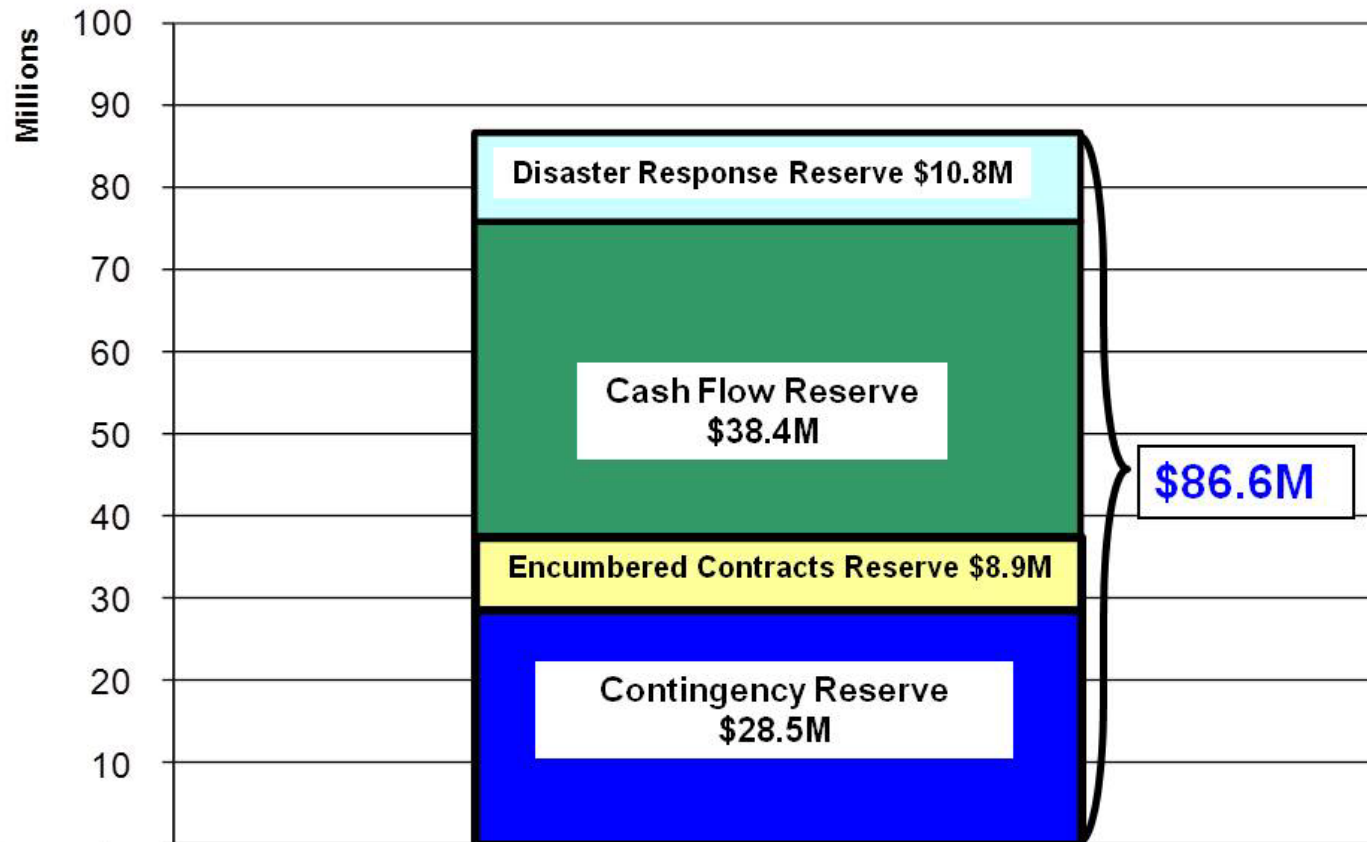 Millions
100
90
80
70
60
50
40
30
20
10
Disaster Response Reserve $10.8M
Cash Flow Reserve
$38.4M
Encumbered Contracts Reserve $8.9M
Contingency Reserve
$28.5M
$86.6M